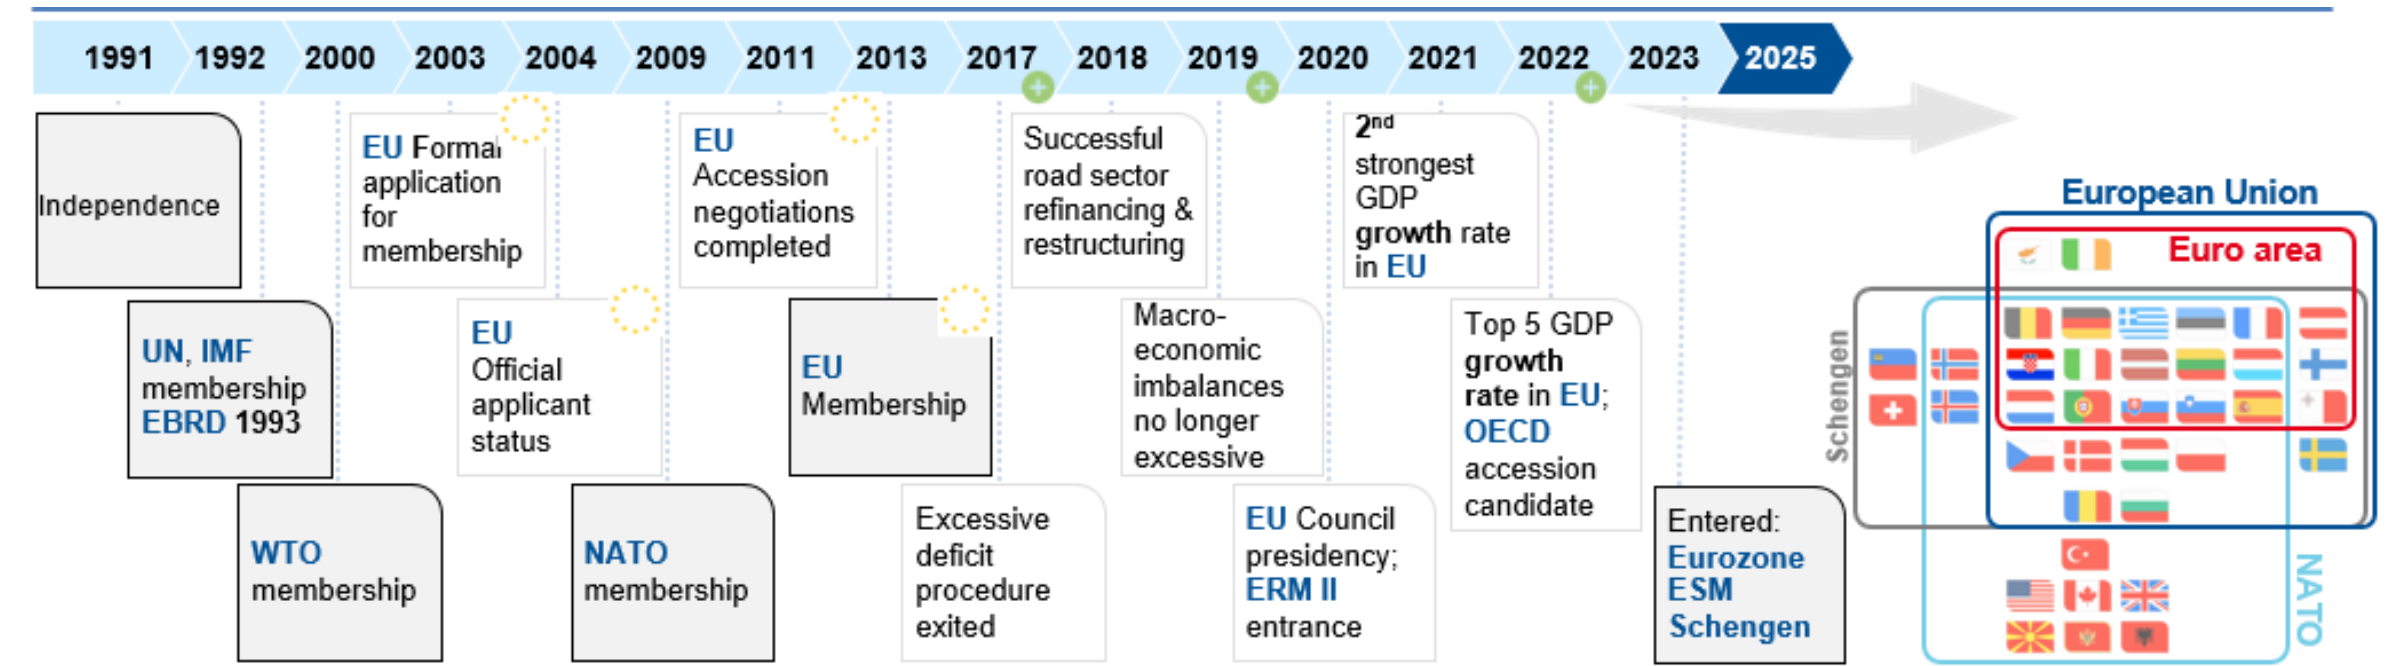 1991 1992 2000 2003 2004 2009 2011 2013 2017 2018 2019 2020 2021 2022 2023 2025
Independence
UN, IMF
membership
EBRD 1993
WTO
membership
EU Formal
application
for
membership
EU
Official
applicant
status
NATO
membership
EU
Accession
negotiations
completed
EU
Membership
Excessive
deficit
procedure
exited
Successful
road sector
refinancing &
restructuring
Macro-
economic
imbalances
no longer
excessive
EU Council
presidency;
ERM II
entrance
2nd
strongest
GDP
growth rate
in EU
Top 5 GDP
growth
rate in EU;
OECD
accession
candidate
Entered:
Eurozone
ESM
Schengen
European Union
Euro area
Schengen
NATO